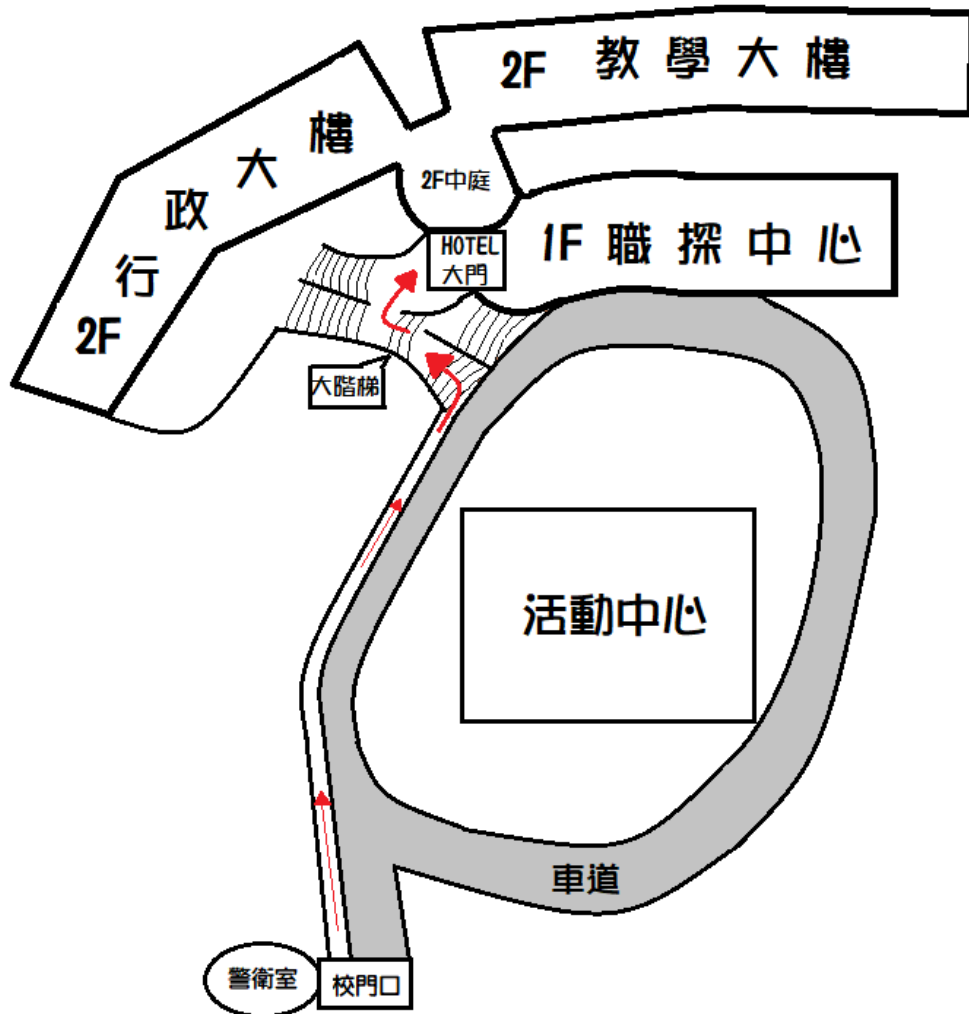 2F 教學大樓
行政大樓
2F
2F中庭
HOTEL
大門
1F 職探中心
大階梯
活動中心
車道
警衛室
校門口